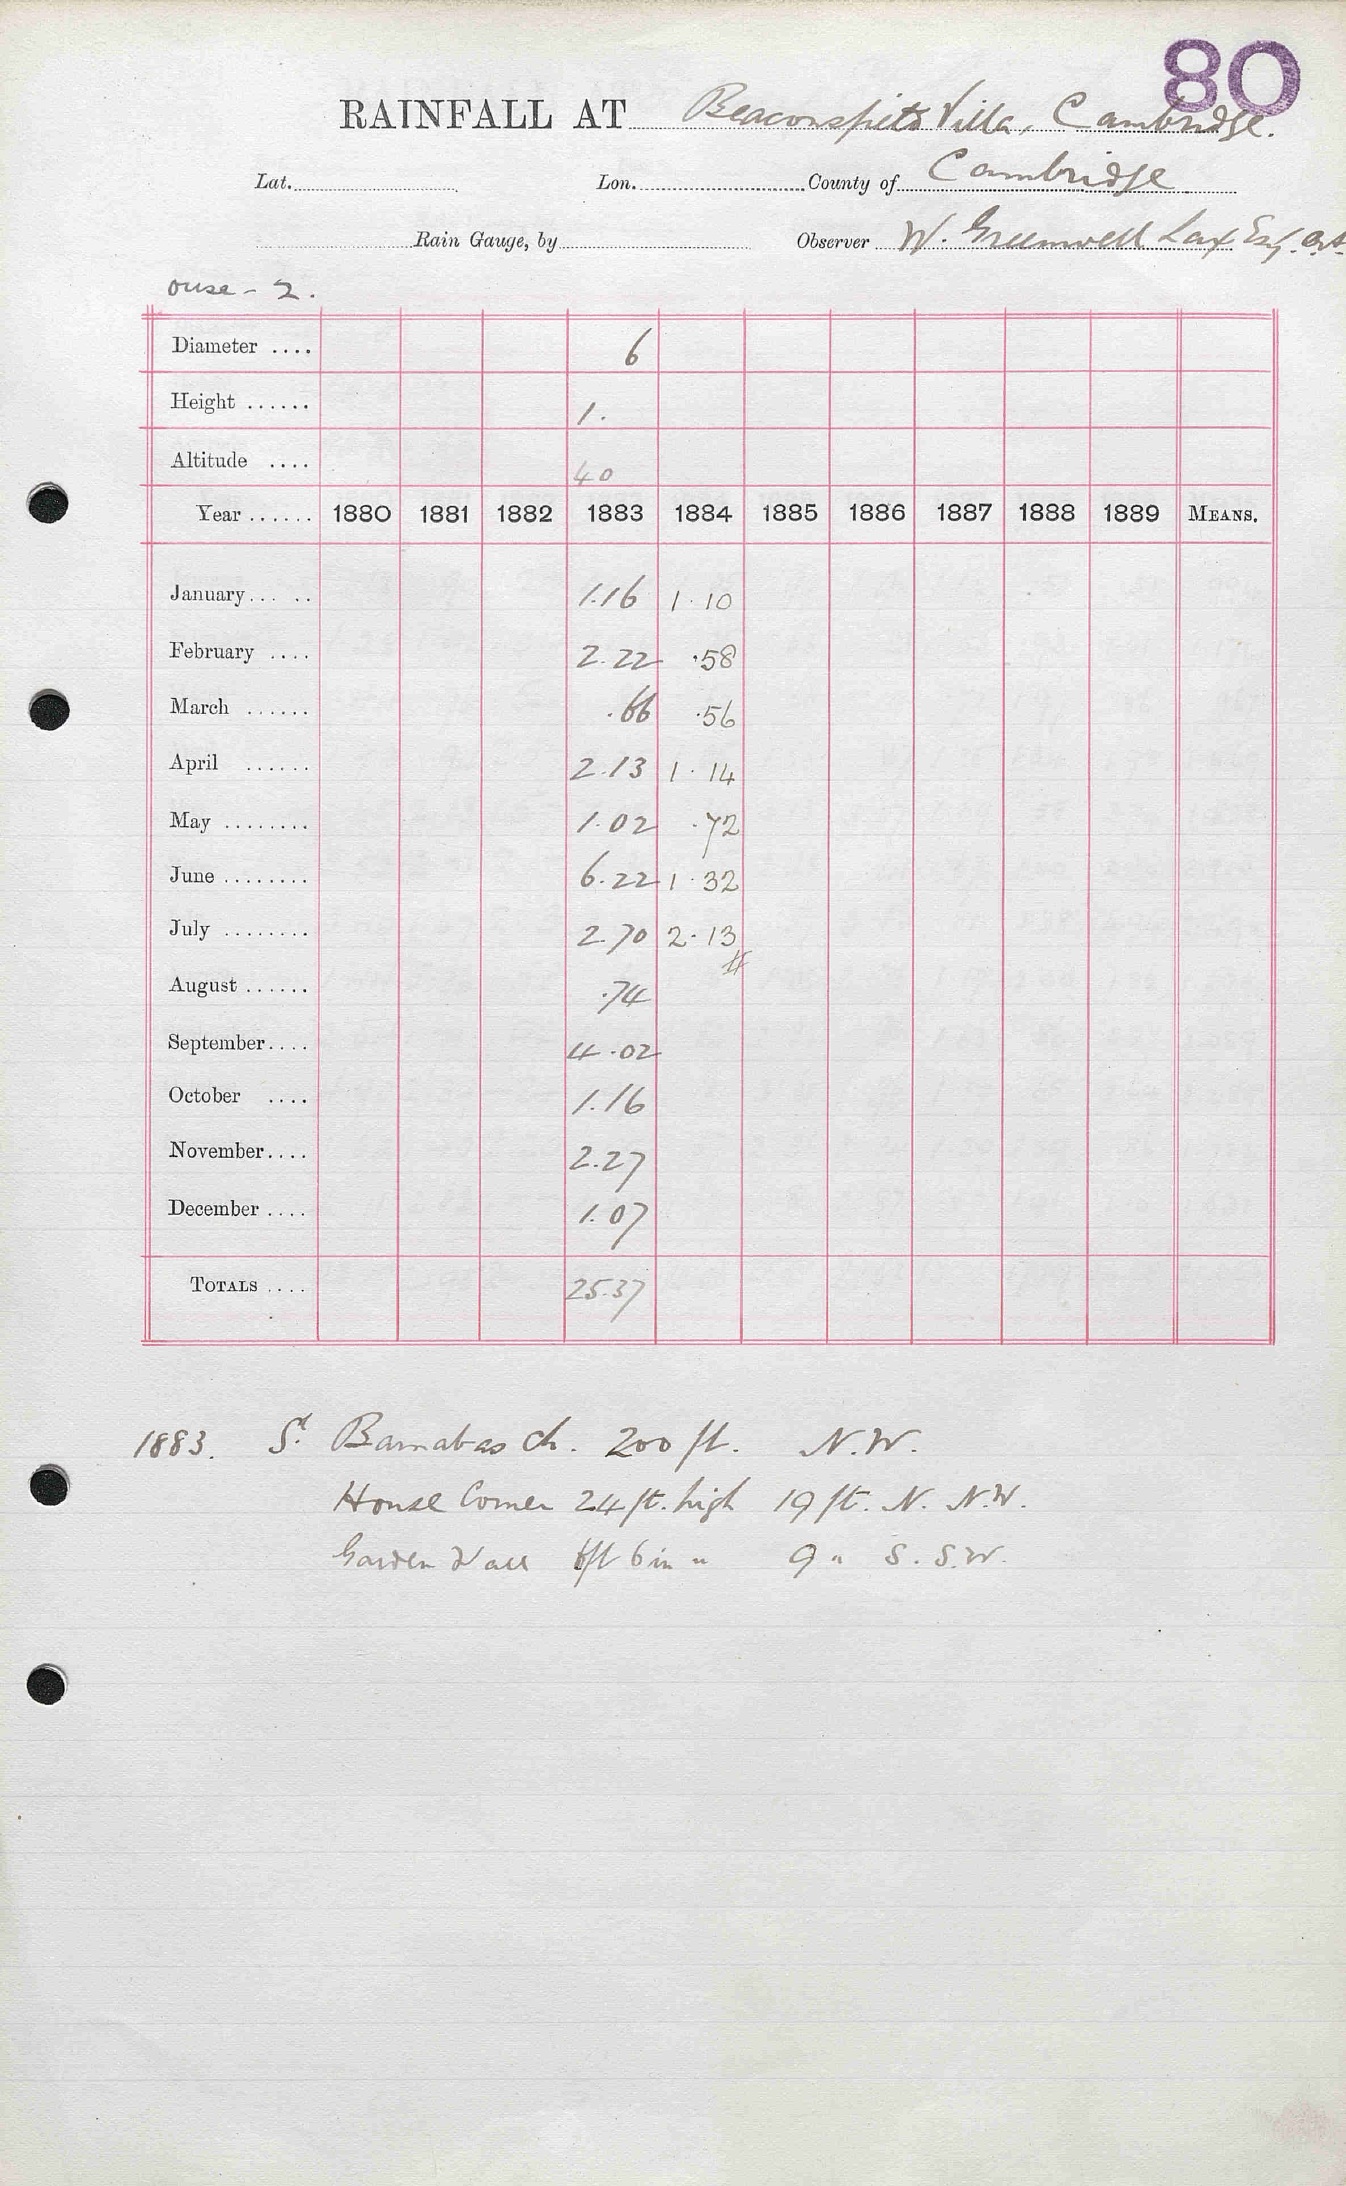 80
RAINFALL AT Beaconsfield Villa, Cambridge.
Lat. Lon. County of Cambridge
Rain Gauge, by Observer W. Greenwell Lax Esq.
Ouse - 2.
Diameter .... 6
Height ...... 1.
Altitude .... 40
Year ...... 1880 1881 1882 1883 1884 1885 1886 1887 1888 1889 MEANS.
January... .. 1.16 1.10
February .... 2.22 .58
March ...... .66 .56
April ...... 2.13 1.14
May ........ 1.02 .72
June ........ 6.22 1.32
July ........ 2.70 2.13
August ...... .74
September.... 4.02
October .... 1.16
November.... 2.27
December .... 1.07
TOTALS .... 25.37
1883. St. Barnabas Ch. 200 ft. N.W.
House Corner 24 ft. high 19 ft. N. N.W.
Garden Wall 6ft 6 in " 9 " S. S.W.